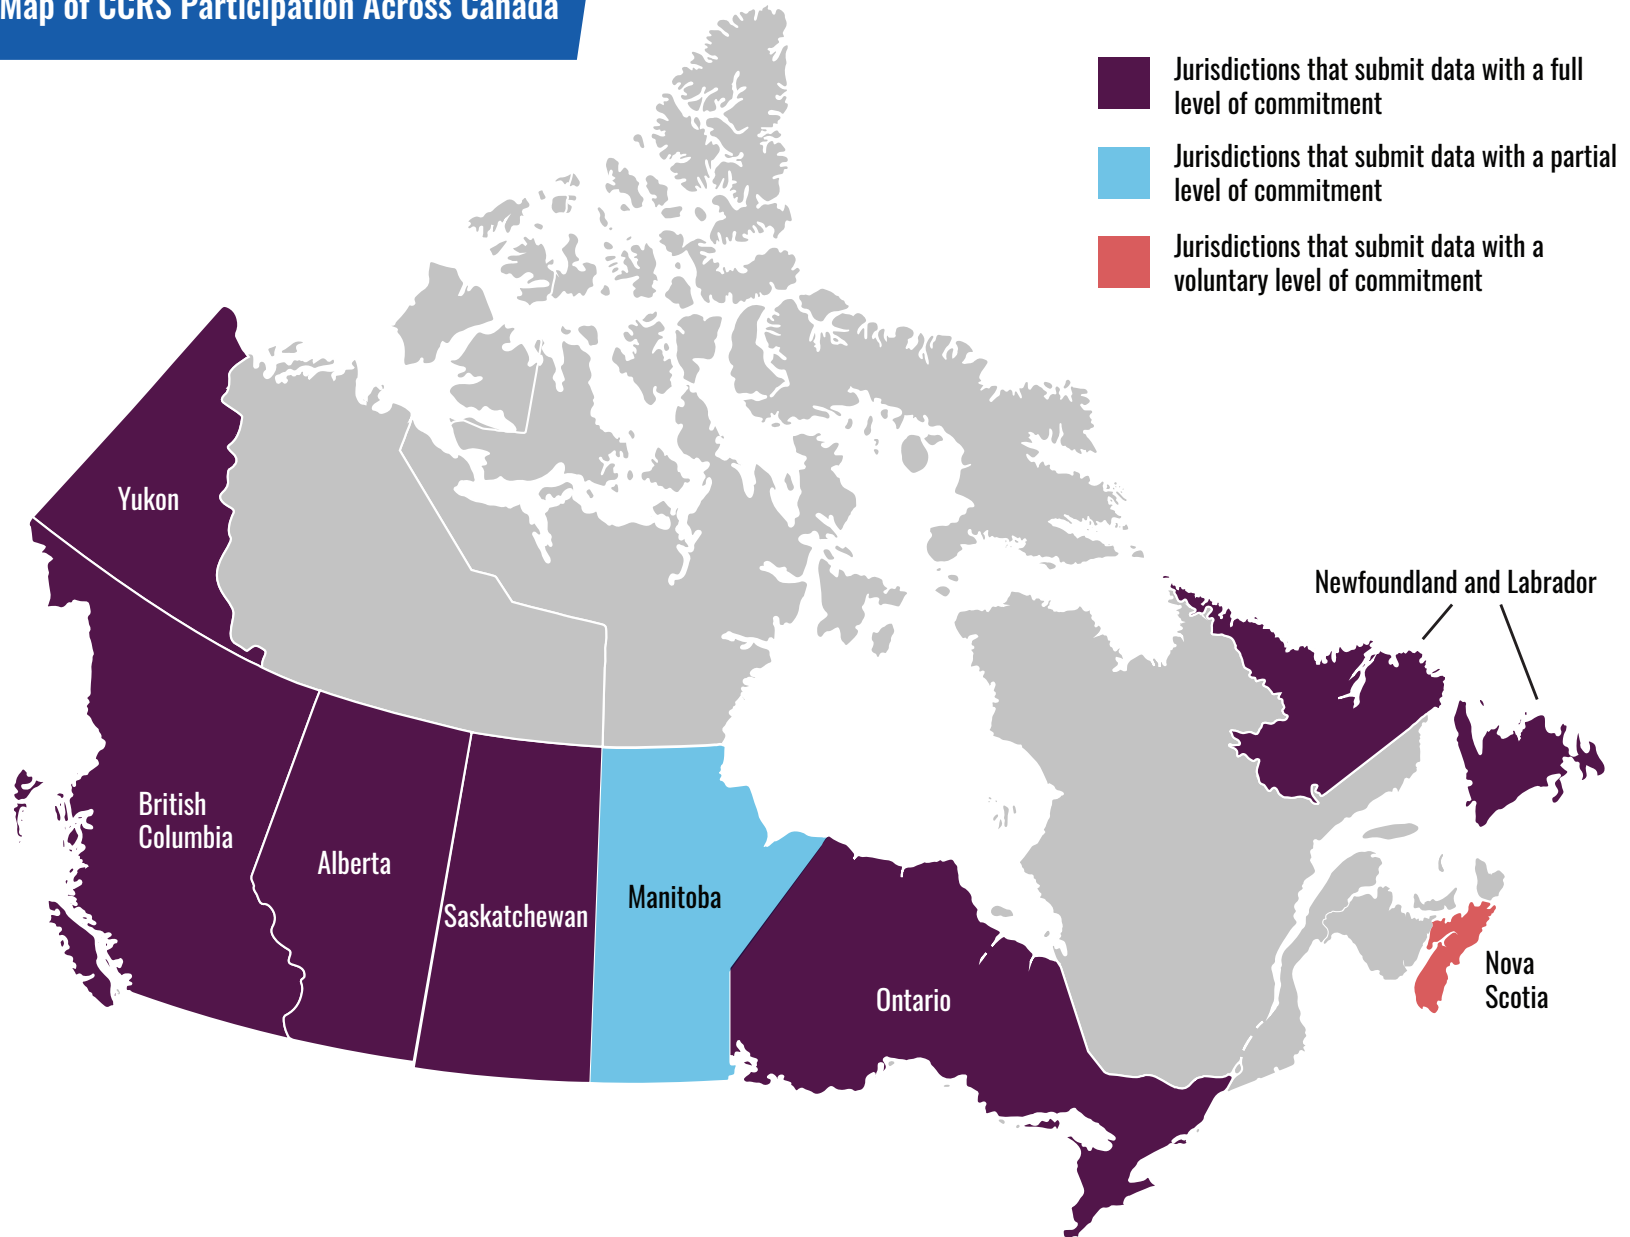 Map of CCRS Participation Across Canada
Jurisdictions that submit data with a full
level of commitment
Jurisdictions that submit data with a partial
level of commitment
Jurisdictions that submit data with a
voluntary level of commitment
Yukon
Newfoundland and Labrador
British
Columbia
Alberta
Saskatchewan
Manitoba
Ontario
Nova
Scotia